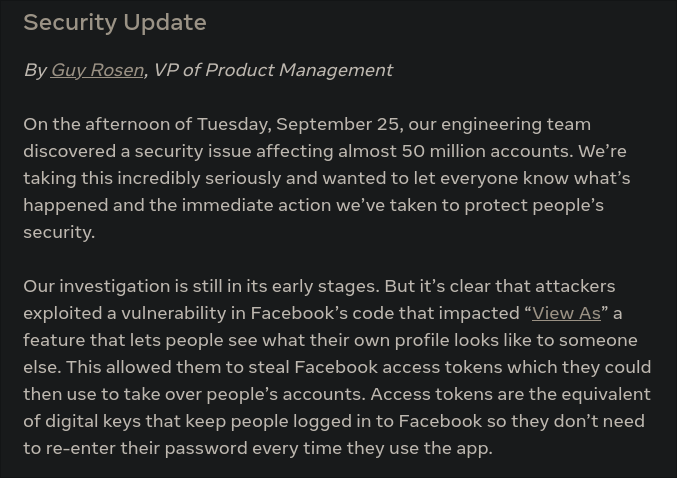 Security Update
By Guy Rosen, VP of Product Management
On the afternoon of Tuesday, September 25, our engineering team
discovered a security issue affecting almost 50 million accounts. We’re
taking this incredibly seriously and wanted to let everyone know what’s
happened and the immediate action we’ve taken to protect people’s
security.
Our investigation is still in its early stages. But it’s clear that attackers
exploited a vulnerability in Facebook’s code that impacted “View As” a
feature that lets people see what their own profile looks like to someone
else. This allowed them to steal Facebook access tokens which they could
then use to take over people’s accounts. Access tokens are the equivalent
of digital keys that keep people logged in to Facebook so they don’t need
to re-enter their password every time they use the app.